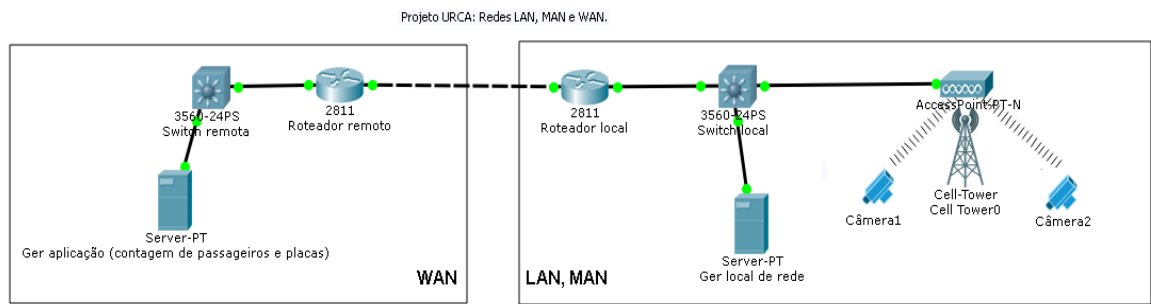 Projeto URCA: Redes LAN, MAN e WAN.
3560-24PS
Switch remota
2811
Roteador remoto
Server-PT
Ger aplicação (contagem de passageiros e placas)
WAN
2811
Roteador local
3560-24PS
Switch local
AccessPoint-PT-N
Cell-Tower
Cell Tower0
Câmera1
Câmera2
Server-PT
Ger local de rede
LAN, MAN